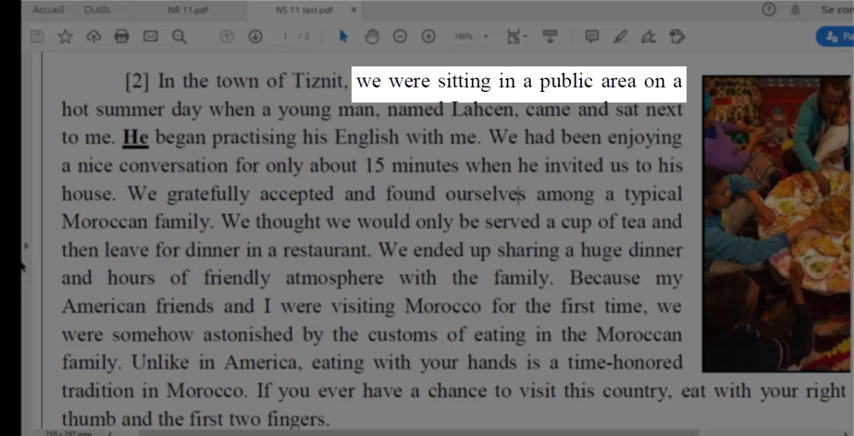 Accueil Outils NR 11.pdf NS 11 text.pdf × Se con
1 / 2 180%
[2] In the town of Tiznit, we were sitting in a public area on a
hot summer day when a young man, named Lahcen, came and sat next
to me. He began practising his English with me. We had been enjoying
a nice conversation for only about 15 minutes when he invited us to his
house. We gratefully accepted and found ourselves among a typical
Moroccan family. We thought we would only be served a cup of tea and
then leave for dinner in a restaurant. We ended up sharing a huge dinner
and hours of friendly atmosphere with the family. Because my
American friends and I were visiting Morocco for the first time, we
were somehow astonished by the customs of eating in the Moroccan
family. Unlike in America, eating with your hands is a time-honored
tradition in Morocco. If you ever have a chance to visit this country, eat with your right
thumb and the first two fingers.